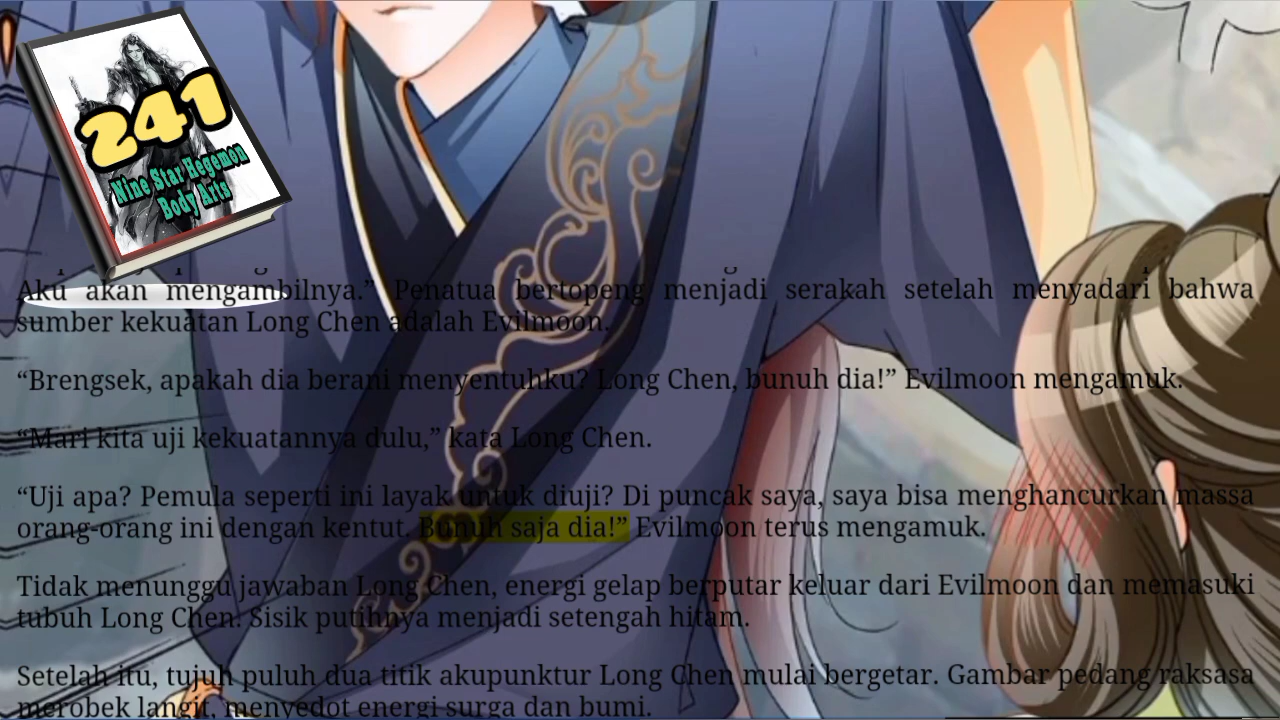 241
Nine Star Hegemon
Body Arts
Aku akan mengambilnya.” Penatua bertopeng menjadi serakah setelah menyadari bahwa
sumber kekuatan Long Chen adalah Evilmoon.
“Brengsek, apakah dia berani menyentuhku? Long Chen, bunuh dia!” Evilmoon mengamuk.
“Mari kita uji kekuatannya dulu,” kata Long Chen.
“Uji apa? Pemula seperti ini layak untuk diuji? Di puncak saya, saya bisa menghancurkan massa
orang-orang ini dengan kentut. Bunuh saja dia!” Evilmoon terus mengamuk.
Tidak menunggu jawaban Long Chen, energi gelap berputar keluar dari Evilmoon dan memasuki
tubuh Long Chen. Sisik putihnya menjadi setengah hitam.
Setelah itu, tujuh puluh dua titik akupunktur Long Chen mulai bergetar. Gambar pedang raksasa
merobek langit, menyedot energi surga dan bumi.